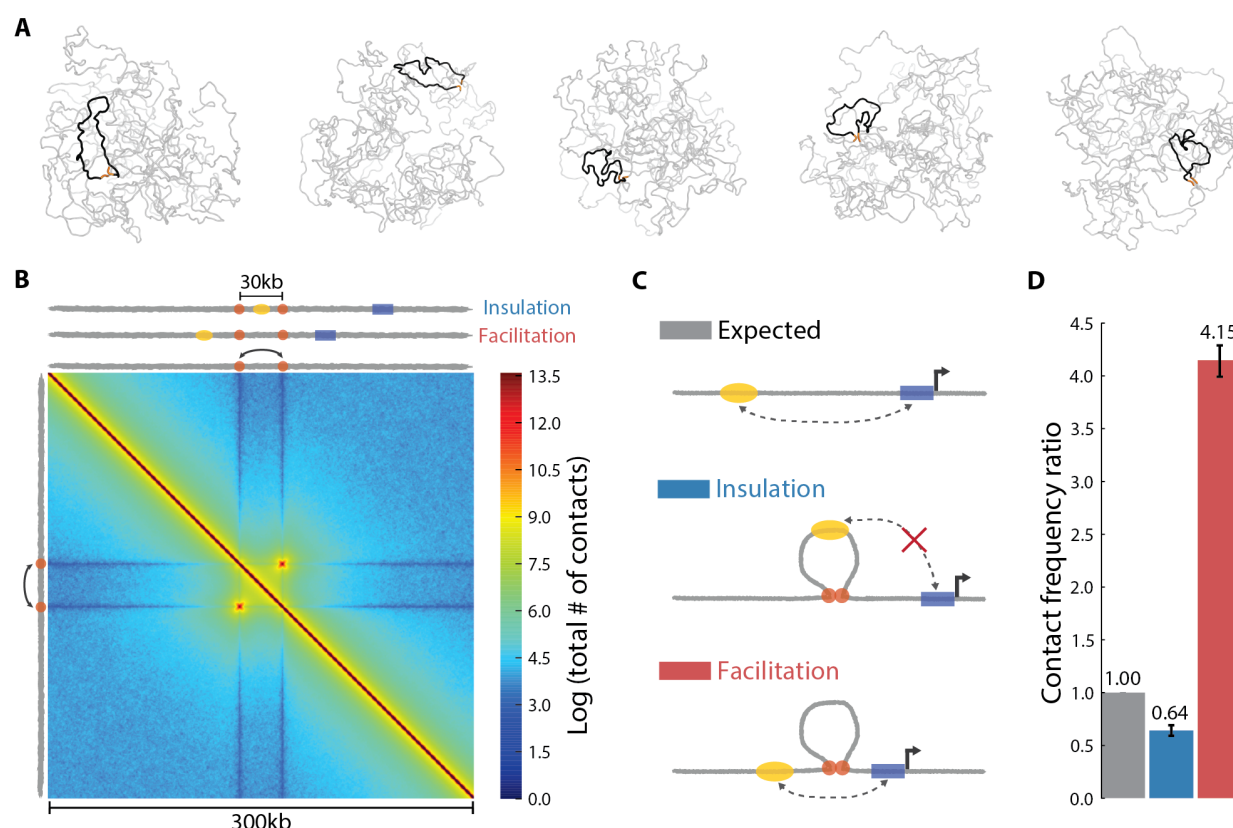 A
B
30kb
Insulation
Facilitation
13.5
12.0
10.5
9.0
7.5
6.0
4.5
3.0
1.5
0.0
Log (total # of contacts)
300kb
C
Expected
Insulation
Facilitation
D
Contact frequency ratio
4.5
4.0
3.5
3.0
2.5
2.0
1.5
1.0
0.5
0.0
1.00
0.64
4.15